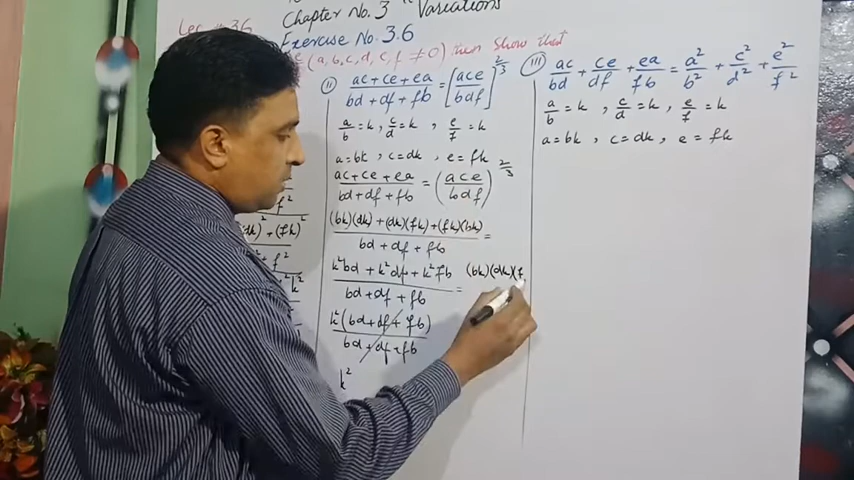 Lec # 36
Chapter No. 3 Variations
Exercise No. 3.6
(a,b,c,d,e,f ≠ 0) then Show that
(ii) (ac+ce+ea)/(bd+df+fb) = [ace/bdf]^(2/3)
a/b = k, c/d = k, e/f = k
a=bk, c=dk, e=fk
(ac+ce+ea)/(bd+df+fb) = (ace/bdf)^(2/3)
((bk)(dk)+(dk)(fk)+(fk)(bk))/(bd+df+fb) =
(k²bd+k²df+k²fb)/(bd+df+fb) = (bk)(dk)(f
k²(bd+df+fb)/(bd+df+fb)
k²
(iii) ac/bd + ce/df + ea/fb = a²/b² + c²/d² + e²/f²
a/b = k, c/d = k, e/f = k
a=bk, c=dk, e=fk